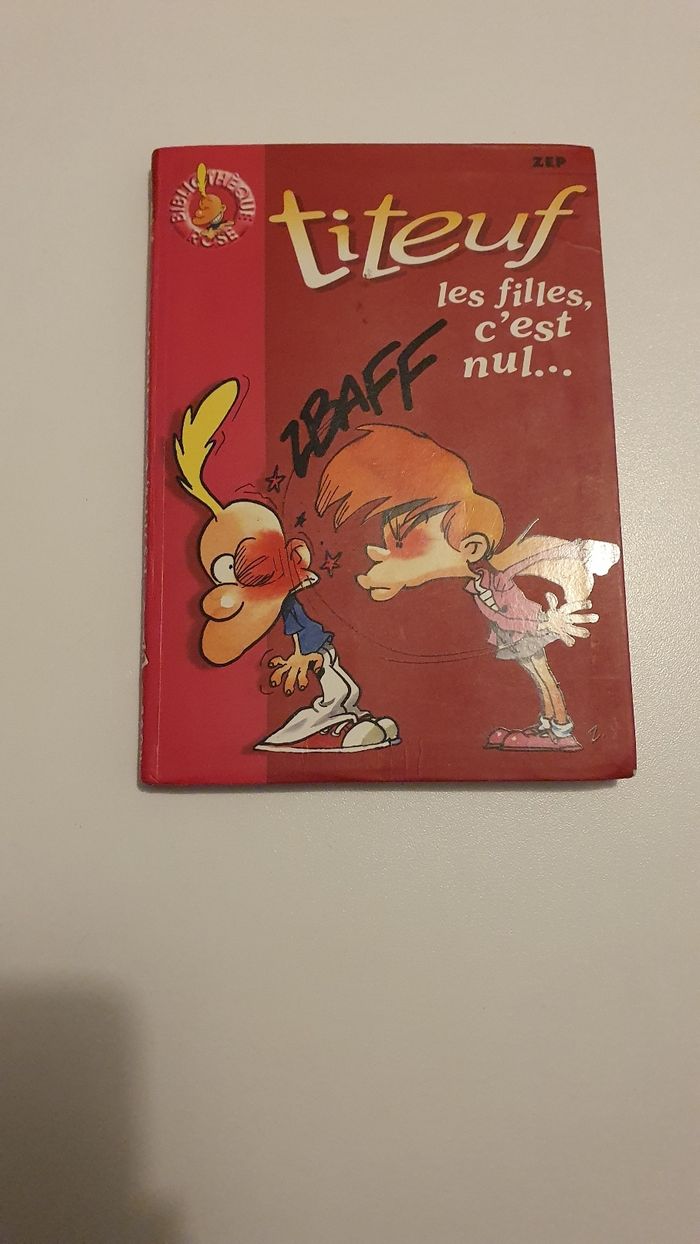 ZEP
BIBLIOTHÈQUE
ROSE
titeuf
les filles,
c'est
nul...
ZBAFF
Z.